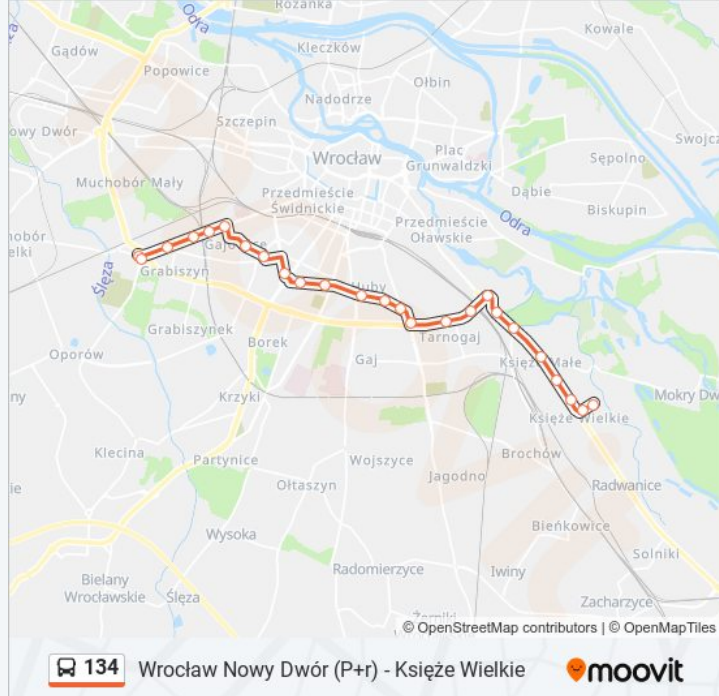 Różanka
Odra
Kowale
Kleczków
Gądów
Popowice
Ołbin
Nadodrze
Szczepin
Plac
Grunwaldzki
owy Dwór
Wrocław
Sępolno
Swojcz
Muchobór Mały
Przedmieście
Świdnickie
Dąbie
Biskupin
Odra
Przedmieście
Oławskie
elki
Grabiszyn
Ślęza
Huby
Grabiszynek
Tarnogaj
Borek
Oporów
Gaj
Księże Małe
Krzyki
Mokry Dw
ny
Księże Wielkie
Klecina
Partynice
Wojszyce
Brochów
Jagodno
Ołtaszyn
Radwanice
ie
Bieńkowice
Wysoka
Solniki
Radomierzyce
Iwiny
Bielany
Wrocławskie
Ślęza
Zacharzyce
© OpenStreetMap contributors | © OpenMapTiles
134 Wrocław Nowy Dwór (P+r) - Księże Wielkie moovit